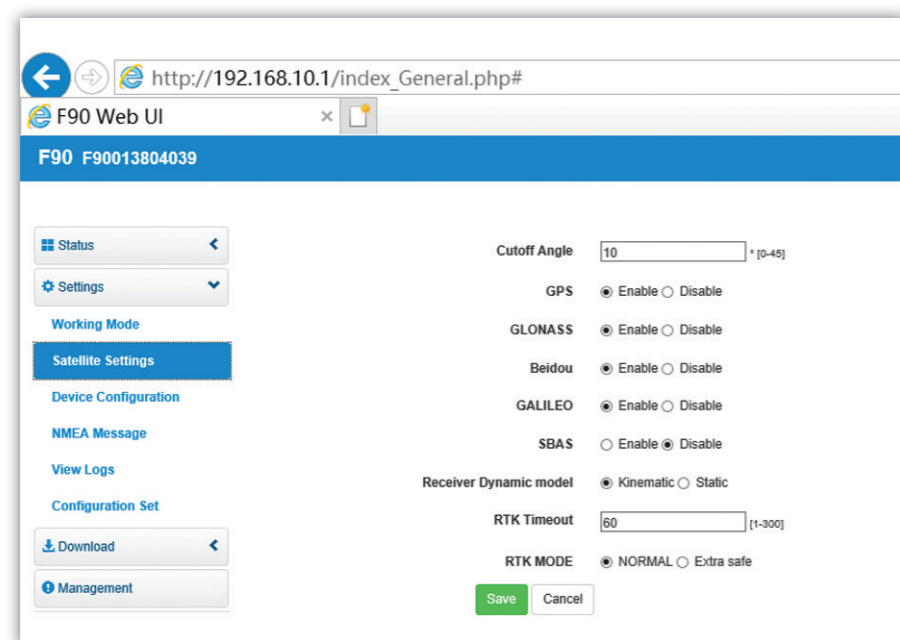 http://192.168.10.1/index_General.php#
F90 Web UI ×
F90 F90013804039
Status
Settings
Working Mode
Satellite Settings
Device Configuration
NMEA Message
View Logs
Configuration Set
Download
Management
Cutoff Angle 10 ° [0-45]
GPS Enable Disable
GLONASS Enable Disable
Beidou Enable Disable
GALILEO Enable Disable
SBAS Enable Disable
Receiver Dynamic model Kinematic Static
RTK Timeout 60 [1-300]
RTK MODE NORMAL Extra safe
Save Cancel